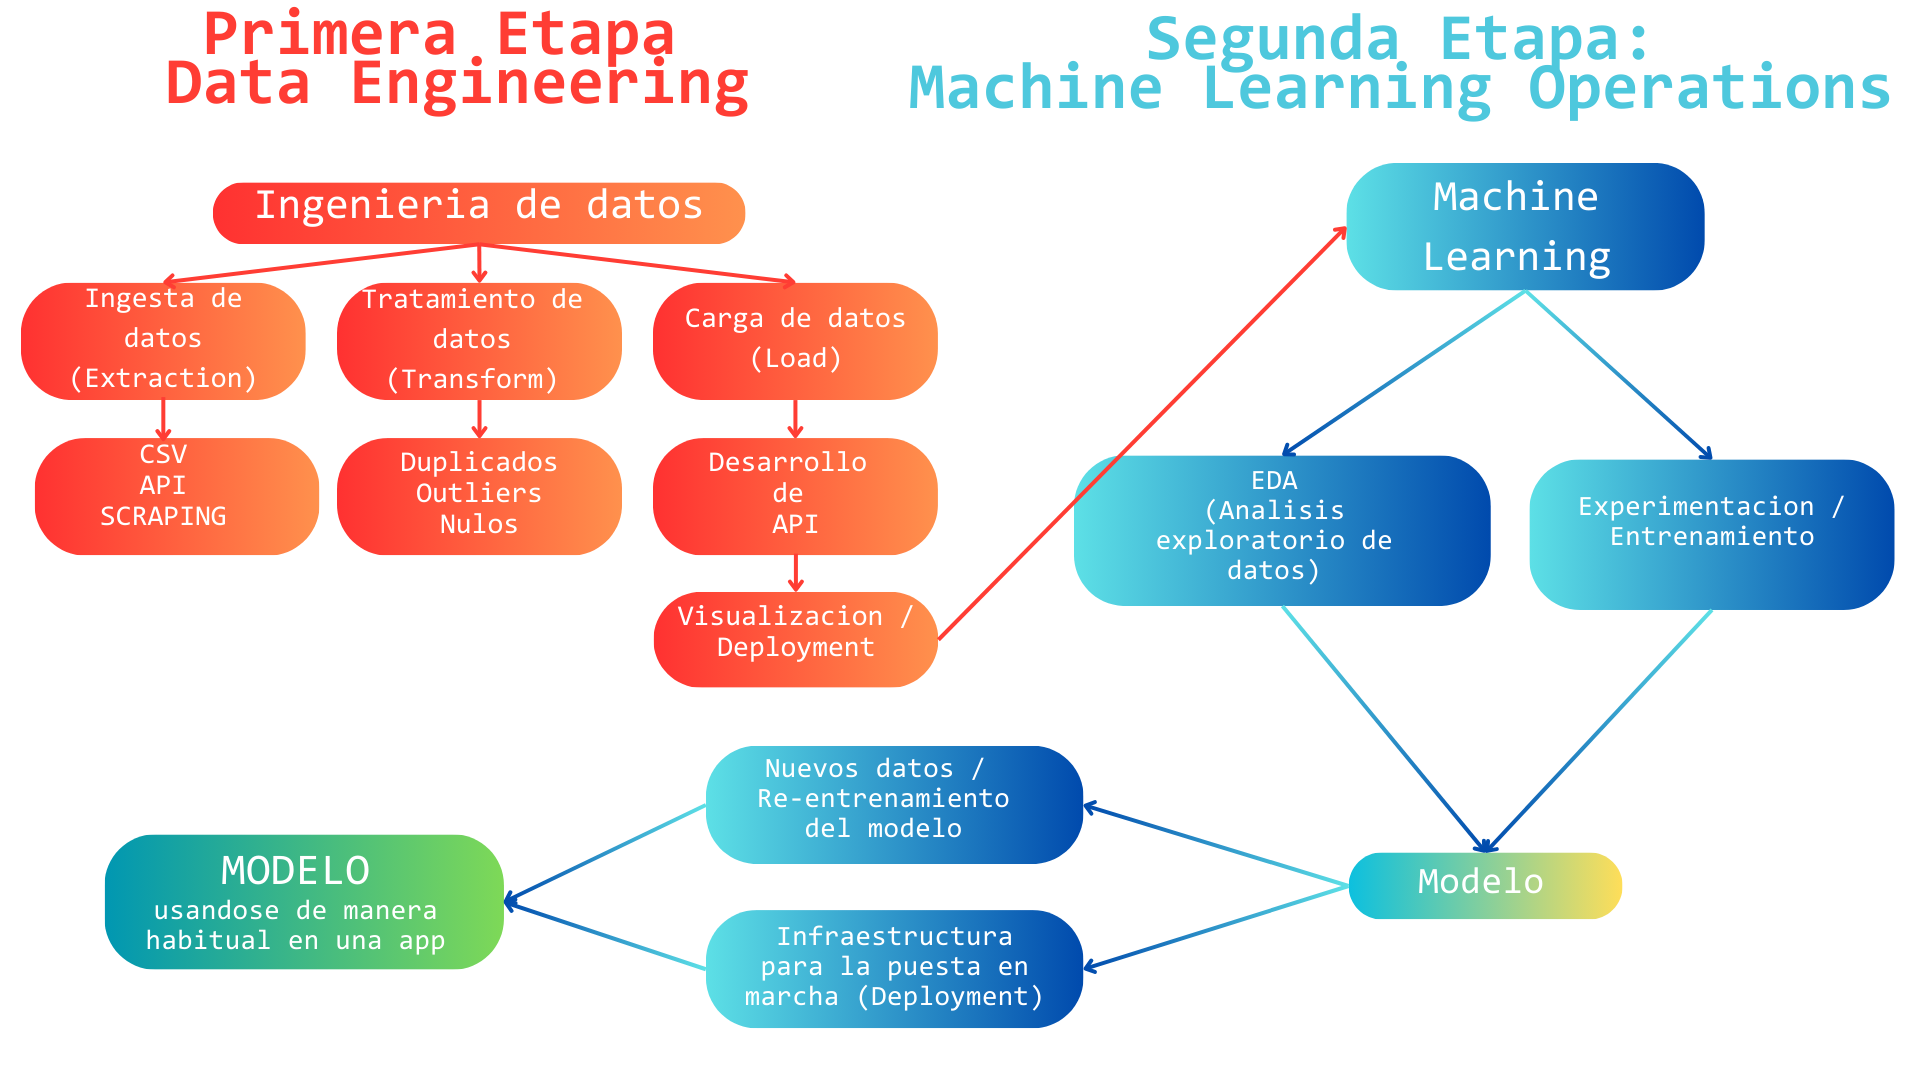 Primera Etapa
Data Engineering
Segunda Etapa:
Machine Learning Operations
Ingenieria de datos
Ingesta de
datos
(Extraction)
Tratamiento de
datos
(Transform)
Carga de datos
(Load)
CSV
API
SCRAPING
Duplicados
Outliers
Nulos
Desarrollo
de
API
Visualizacion /
Deployment
Machine
Learning
EDA
(Analisis
exploratorio de
datos)
Experimentacion /
Entrenamiento
Modelo
Nuevos datos /
Re-entrenamiento
del modelo
Infraestructura
para la puesta en
marcha (Deployment)
MODELO
usandose de manera
habitual en una app